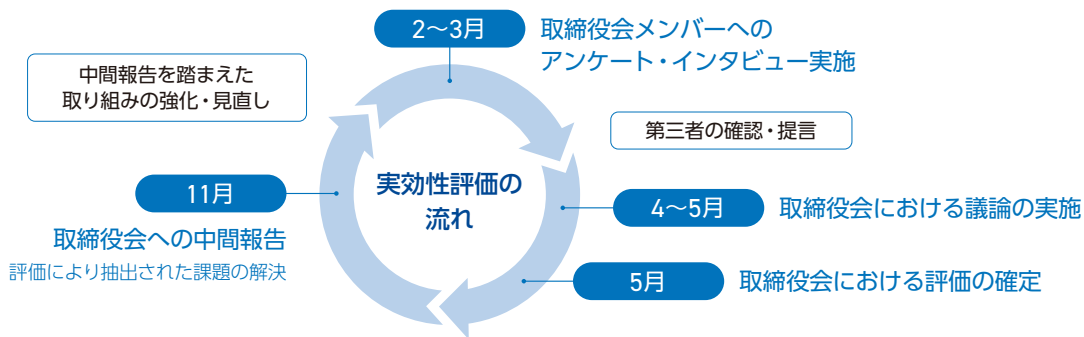 2～3月
取締役会メンバーへの
アンケート・インタビュー実施
第三者の確認・提言
4～5月
取締役会における議論の実施
5月
取締役会における評価の確定
11月
取締役会への中間報告
評価により抽出された課題の解決
中間報告を踏まえた
取り組みの強化・見直し
実効性評価の
流れ